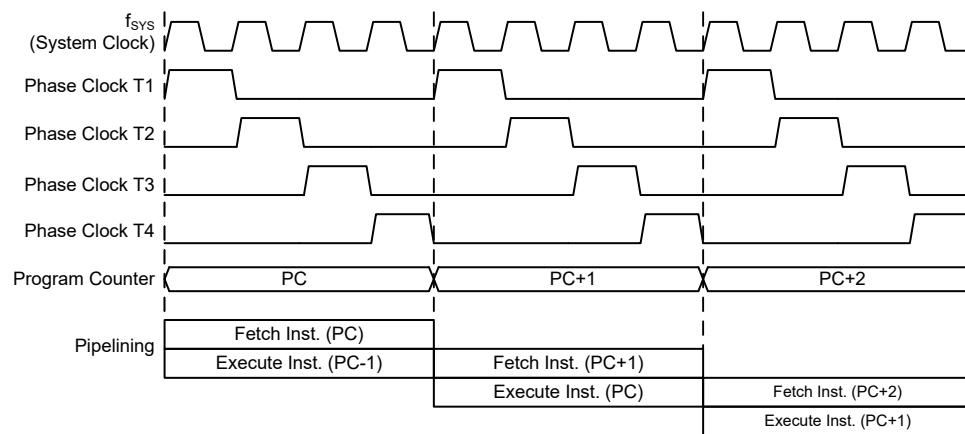 fSYS
(System Clock)
Phase Clock T1
Phase Clock T2
Phase Clock T3
Phase Clock T4
Program Counter PC PC+1 PC+2
Pipelining
Fetch Inst. (PC)
Execute Inst. (PC-1) Fetch Inst. (PC+1)
Execute Inst. (PC) Fetch Inst. (PC+2)
Execute Inst. (PC+1)